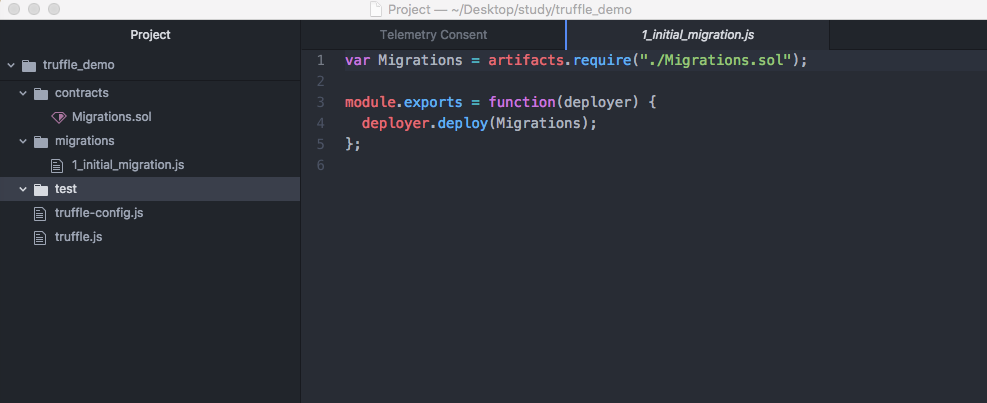 Project — ~/Desktop/study/truffle_demo
Project
truffle_demo
contracts
Migrations.sol
migrations
1_initial_migration.js
test
truffle-config.js
truffle.js
Telemetry Consent
1_initial_migration.js
1 var Migrations = artifacts.require("./Migrations.sol");
2
3 module.exports = function(deployer) {
4   deployer.deploy(Migrations);
5 };
6